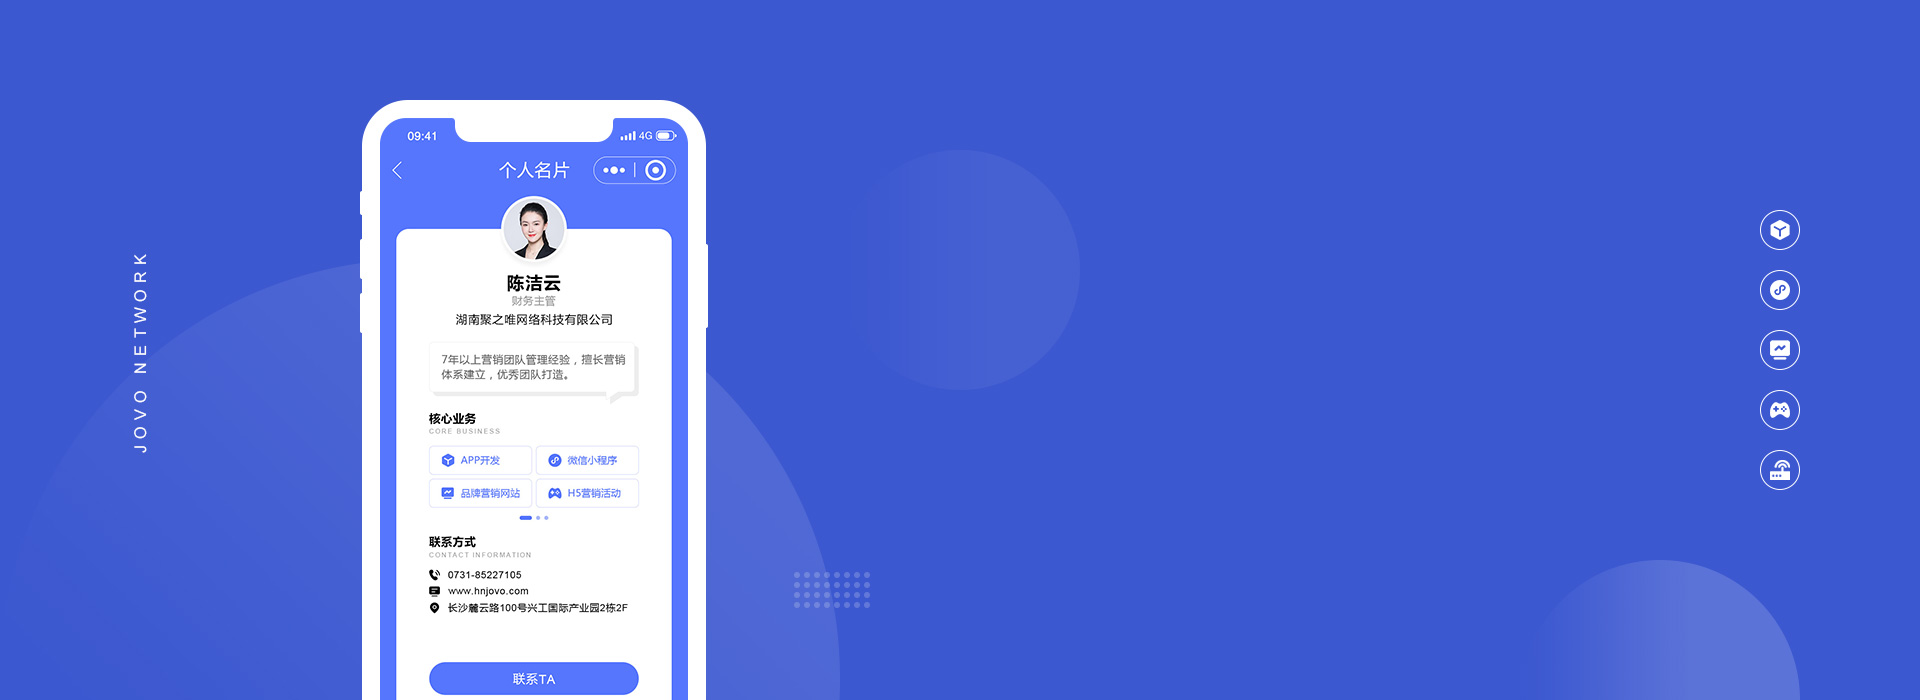 JOVO NETWORK
09:41
4G
个人名片
陈洁云
财务主管
湖南聚之唯网络科技有限公司
7年以上营销团队管理经验，擅长营销
体系建立，优秀团队打造。
核心业务
CORE BUSINESS
APP开发
微信小程序
品牌营销网站
H5营销活动
联系方式
CONTACT INFORMATION
0731-85227105
www.hnjovo.com
长沙麓云路100号兴工国际产业园2栋2F
联系TA